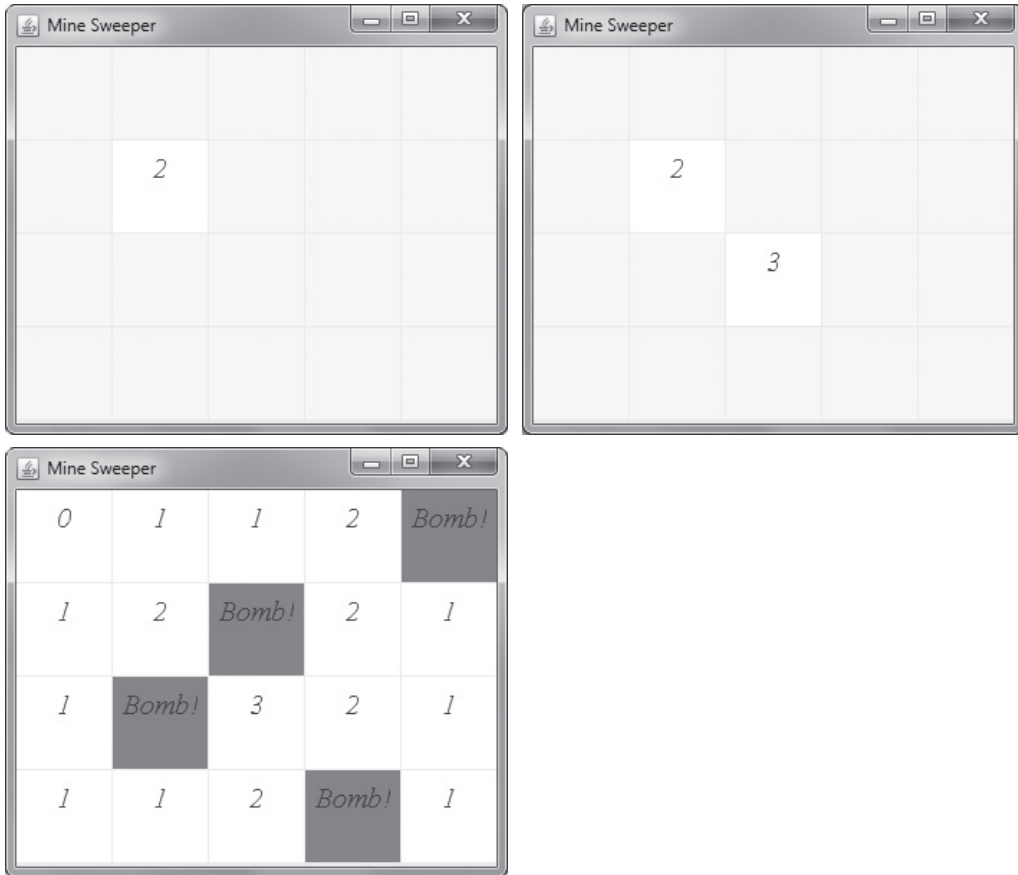 Mine Sweeper
2
Mine Sweeper
2
3
Mine Sweeper
0 1 1 2 Bomb!
1 2 Bomb! 2 1
1 Bomb! 3 2 1
1 1 2 Bomb! 1